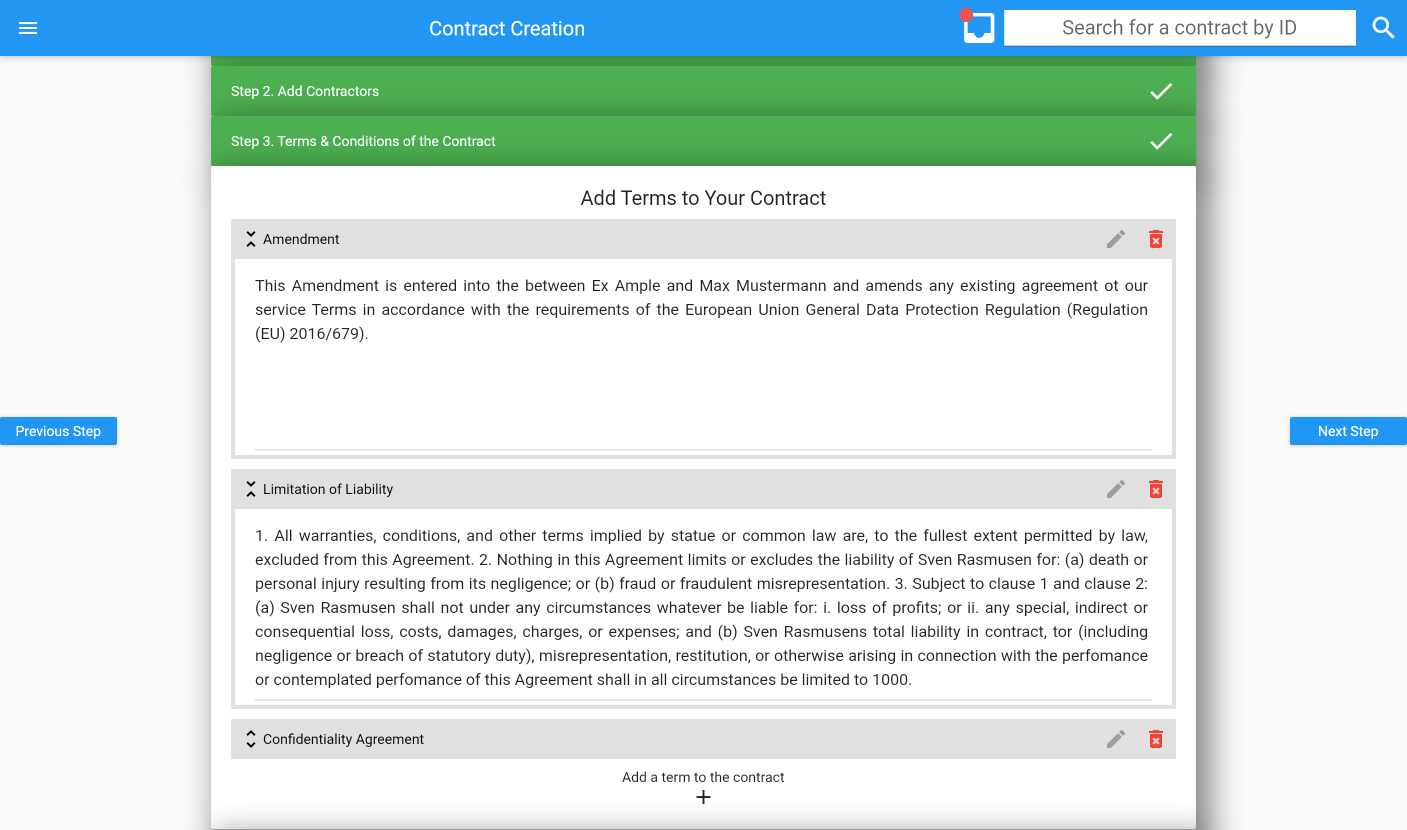 Contract Creation
Search for a contract by ID
Step 2. Add Contractors
Step 3. Terms & Conditions of the Contract
Add Terms to Your Contract
Amendment
This Amendment is entered into the between Ex Ample and Max Mustermann and amends any existing agreement ot our
service Terms in accordance with the requirements of the European Union General Data Protection Regulation (Regulation
(EU) 2016/679).
Previous Step
Next Step
Limitation of Liability
1. All warranties, conditions, and other terms implied by statue or common law are, to the fullest extent permitted by law,
excluded from this Agreement. 2. Nothing in this Agreement limits or excludes the liability of Sven Rasmusen for: (a) death or
personal injury resulting from its negligence; or (b) fraud or fraudulent misrepresentation. 3. Subject to clause 1 and clause 2:
(a) Sven Rasmusen shall not under any circumstances whatever be liable for: i. loss of profits; or ii. any special, indirect or
consequential loss, costs, damages, charges, or expenses; and (b) Sven Rasmusens total liability in contract, tor (including
negligence or breach of statutory duty), misrepresentation, restitution, or otherwise arising in connection with the perfomance
or contemplated perfomance of this Agreement shall in all circumstances be limited to 1000.
Confidentiality Agreement
Add a term to the contract